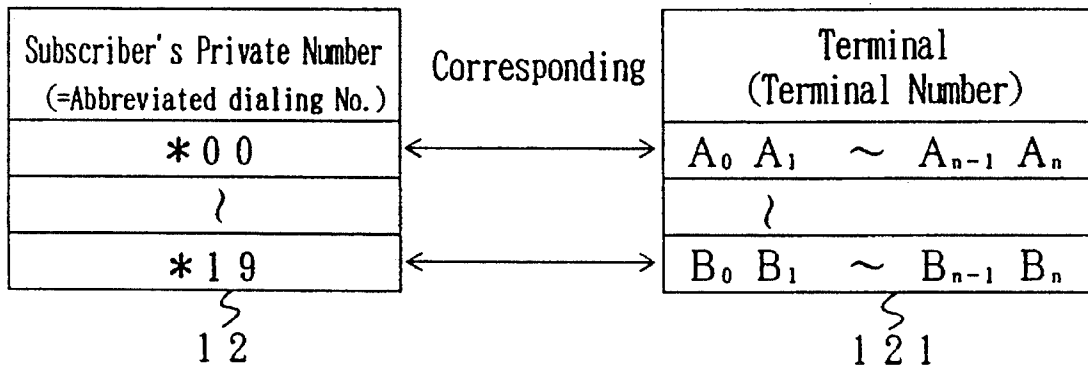 Subscriber's Private Number
(=Abbreviated dialing No.)
*00
~
*19
12
Corresponding
Terminal
(Terminal Number)
A₀ A₁ ~ Aₙ₋₁ Aₙ
~
B₀ B₁ ~ Bₙ₋₁ Bₙ
121